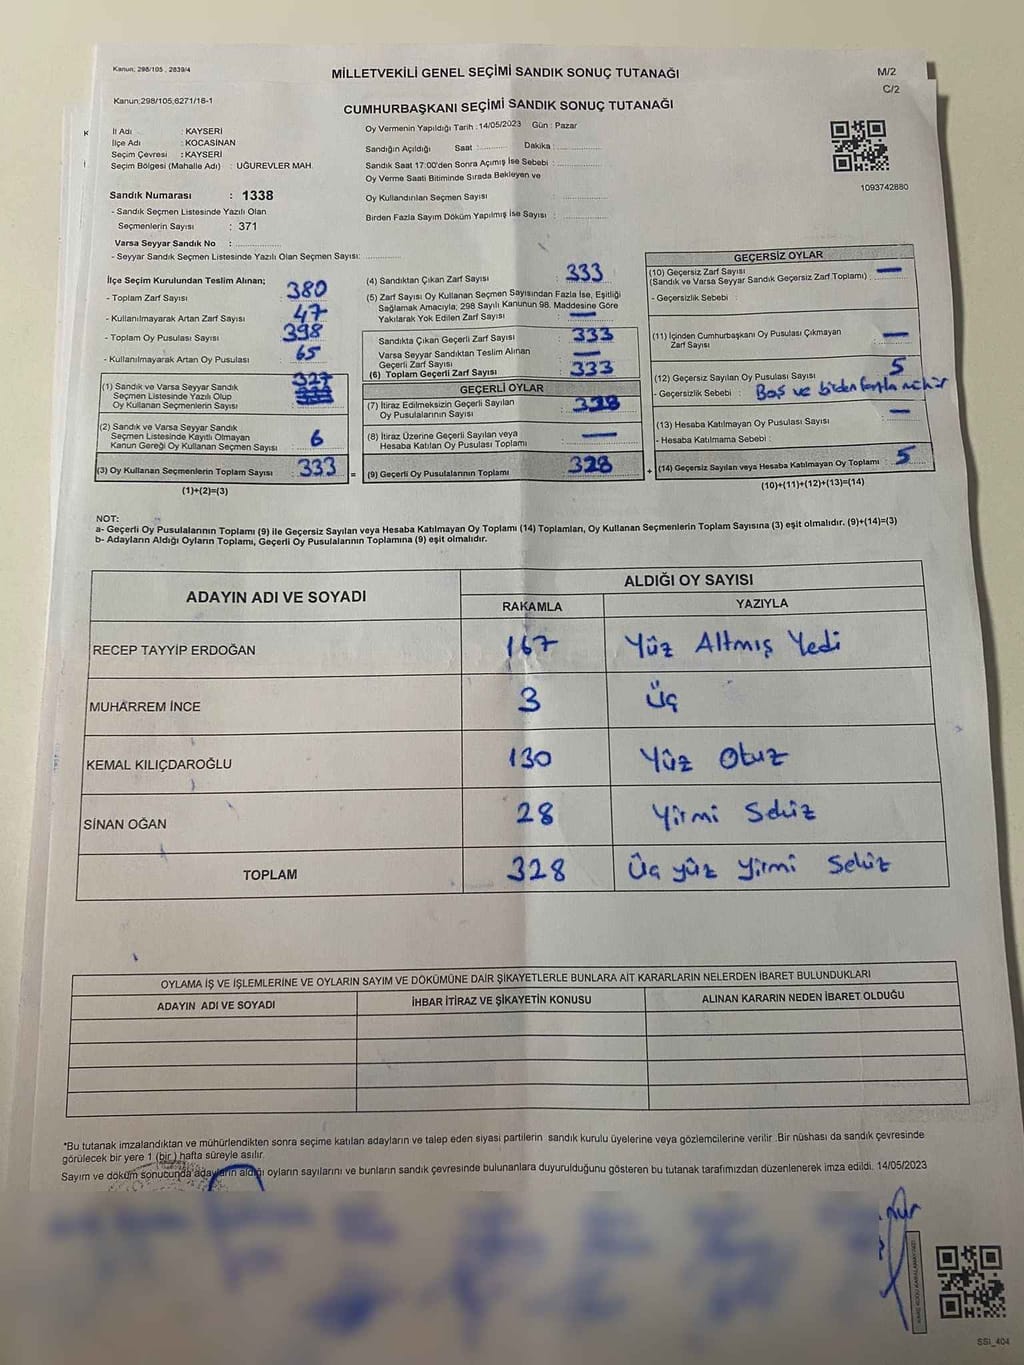 Kanun; 298/105 , 2839/4
MİLLETVEKİLİ GENEL SEÇİMİ SANDIK SONUÇ TUTANAĞI
M/2
Kanun;298/105,6271/18-1
CUMHURBAŞKANI SEÇİMİ SANDIK SONUÇ TUTANAĞI
C/2
İl Adı : KAYSERİ
İlçe Adı : KOCASİNAN
Seçim Çevresi : KAYSERİ
Seçim Bölgesi (Mahalle Adı) : UĞUREVLER MAH.
Sandık Numarası : 1338
- Sandık Seçmen Listesinde Yazılı Olan
Seçmenlerin Sayısı : 371
Varsa Seyyar Sandık No :
- Seyyar Sandık Seçmen Listesinde Yazılı Olan Seçmen Sayısı:
Oy Vermenin Yapıldığı Tarih : 14/05/2023 Gün : Pazar
Sandığın Açıldığı Saat : Dakika :
Sandık Saat 17:00'den Sonra Açımış İse Sebebi :
Oy Verme Saati Bitiminde Sırada Bekleyen ve
Oy Kullandırılan Seçmen Sayısı :
Birden Fazla Sayım Döküm Yapılmış İse Sayısı :
1093742880
İlçe Seçim Kurulundan Teslim Alınan;
- Toplam Zarf Sayısı : 380
- Kullanılmayarak Artan Zarf Sayısı : 47
- Toplam Oy Pusulası Sayısı : 398
- Kullanılmayarak Artan Oy Pusulası : 65
(1) Sandık ve Varsa Seyyar Sandık
Seçmen Listesinde Yazılı Olup
Oy Kullanan Seçmenlerin Sayısı : 327
(2) Sandık ve Varsa Seyyar Sandık
Seçmen Listesinde Kayıtlı Olmayan
Kanun Gereği Oy Kullanan Seçmen Sayısı : 6
(3) Oy Kullanan Seçmenlerin Toplam Sayısı : 333 =
(1)+(2)=(3)
(4) Sandıktan Çıkan Zarf Sayısı : 333
(5) Zarf Sayısı Oy Kullanan Seçmen Sayısından Fazla İse, Eşitliği
Sağlamak Amacıyla; 298 Sayılı Kanunun 98. Maddesine Göre
Yakılarak Yok Edilen Zarf Sayısı : —
Sandıkta Çıkan Geçerli Zarf Sayısı : 333
Varsa Seyyar Sandıktan Teslim Alınan
Geçerli Zarf Sayısı : —
(6) Toplam Geçerli Zarf Sayısı : 333
GEÇERLİ OYLAR
(7) İtiraz Edilmeksizin Geçerli Sayılan
Oy Pusulalarının Sayısı : 328
(8) İtiraz Üzerine Geçerli Sayılan veya
Hesaba Katılan Oy Pusulası Toplamı : —
(9) Geçerli Oy Pusulalarının Toplamı : 328 +
GEÇERSİZ OYLAR
(10) Geçersiz Zarf Sayısı : —
(Sandık ve Varsa Seyyar Sandık Geçersiz Zarf Toplamı)
- Geçersizlik Sebebi :
(11) İçinden Cumhurbaşkanı Oy Pusulası Çıkmayan
Zarf Sayısı : —
(12) Geçersiz Sayılan Oy Pusulası Sayısı : 5
- Geçersizlik Sebebi : Boş ve birden fazla mühür
(13) Hesaba Katılmayan Oy Pusulası Sayısı : —
- Hesaba Katılmama Sebebi :
(14) Geçersiz Sayılan veya Hesaba Katılmayan Oy Toplamı : 5
(10)+(11)+(12)+(13)=(14)
NOT:
a- Geçerli Oy Pusulalarının Toplamı (9) ile Geçersiz Sayılan veya Hesaba Katılmayan Oy Toplamı (14) Toplamları, Oy Kullanan Seçmenlerin Toplam Sayısına (3) eşit olmalıdır. (9)+(14)=(3)
b- Adayların Aldığı Oyların Toplamı, Geçerli Oy Pusulalarının Toplamına (9) eşit olmalıdır.
ADAYIN ADI VE SOYADI
ALDIĞI OY SAYISI
RAKAMLA YAZIYLA
RECEP TAYYİP ERDOĞAN 167 Yüz Altmış Yedi
MUHARREM İNCE 3 Üç
KEMAL KILIÇDAROĞLU 130 Yüz Otuz
SİNAN OĞAN 28 Yirmi Sekiz
TOPLAM 328 Üç yüz yirmi Sekiz
OYLAMA İŞ VE İŞLEMLERİNE VE OYLARIN SAYIM VE DÖKÜMÜNE DAİR ŞİKAYETLERLE BUNLARA AİT KARARLARIN NELERDEN İBARET BULUNDUKLARI
ADAYIN ADI VE SOYADI İHBAR İTİRAZ VE ŞİKAYETİN KONUSU ALINAN KARARIN NEDEN İBARET OLDUĞU
*Bu tutanak imzalandıktan ve mühürlendikten sonra seçime katılan adayların ve talep eden siyasi partilerin sandık kurulu üyelerine veya gözlemcilerine verilir .Bir nüshası da sandık çevresinde
görülecek bir yere 1 (bir ) hafta süreyle asılır.
Sayım ve döküm sonucunda adayların aldığı oyların sayılarını ve bunların sandık çevresinde bulunanlara duyurulduğunu gösteren bu tutanak tarafımızdan düzenlenerek imza edildi. 14/05/2023
SSİ_404